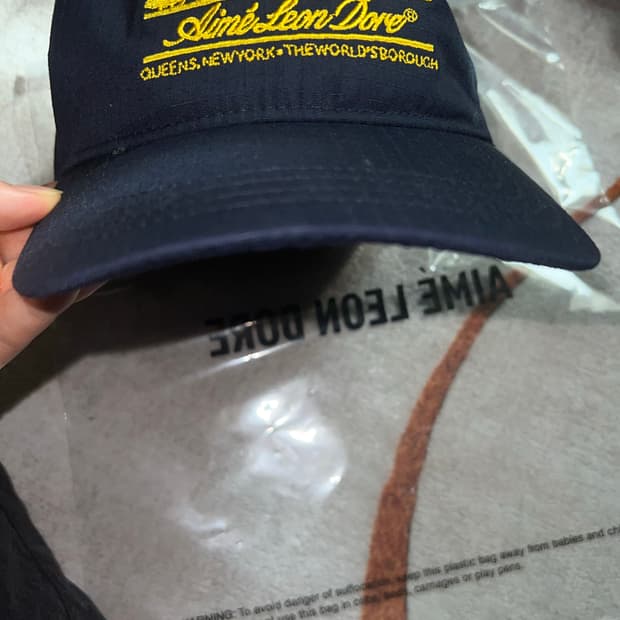 Aimé Leon Dore®
QUEENS, NEW YORK • THE WORLD'S BOROUGH
AIMÉ LEON DORE
WARNING: To avoid danger of suffocation, keep this plastic bag away from babies and
use this bag in cribs, beds, carriages or play pens.